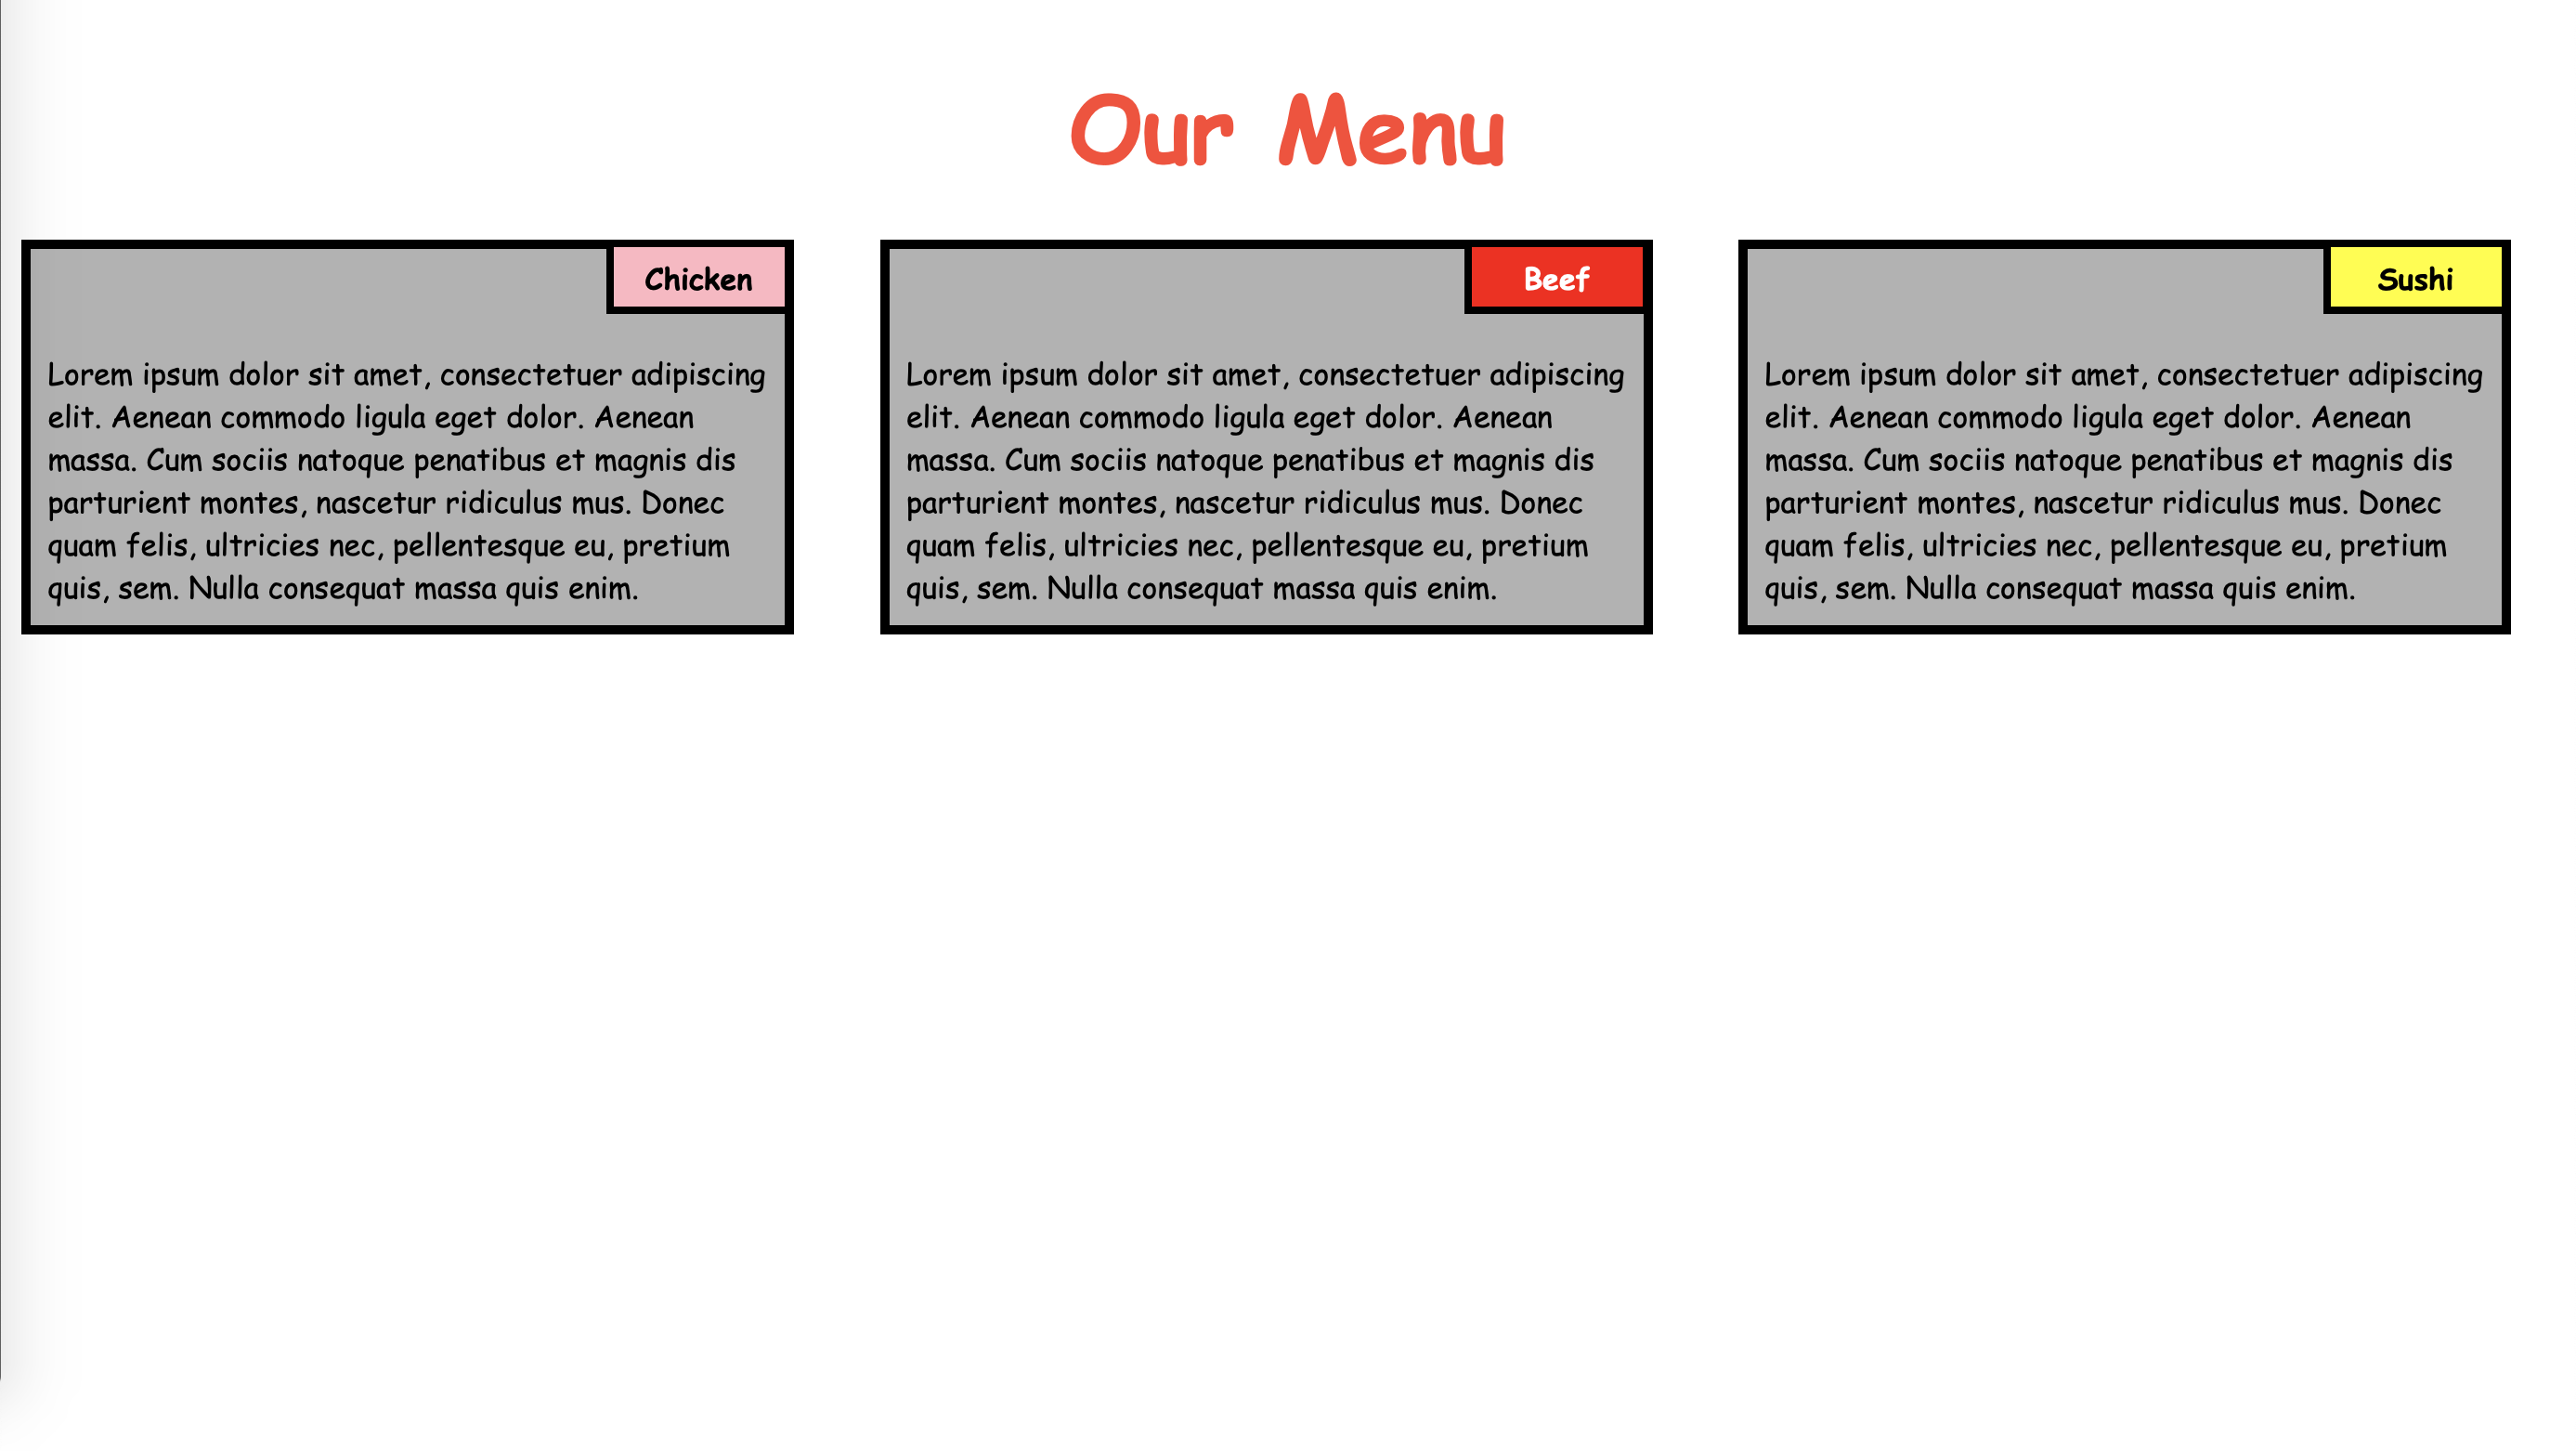 Our Menu
Chicken
Lorem ipsum dolor sit amet, consectetuer adipiscing
elit. Aenean commodo ligula eget dolor. Aenean
massa. Cum sociis natoque penatibus et magnis dis
parturient montes, nascetur ridiculus mus. Donec
quam felis, ultricies nec, pellentesque eu, pretium
quis, sem. Nulla consequat massa quis enim.
Beef
Lorem ipsum dolor sit amet, consectetuer adipiscing
elit. Aenean commodo ligula eget dolor. Aenean
massa. Cum sociis natoque penatibus et magnis dis
parturient montes, nascetur ridiculus mus. Donec
quam felis, ultricies nec, pellentesque eu, pretium
quis, sem. Nulla consequat massa quis enim.
Sushi
Lorem ipsum dolor sit amet, consectetuer adipiscing
elit. Aenean commodo ligula eget dolor. Aenean
massa. Cum sociis natoque penatibus et magnis dis
parturient montes, nascetur ridiculus mus. Donec
quam felis, ultricies nec, pellentesque eu, pretium
quis, sem. Nulla consequat massa quis enim.